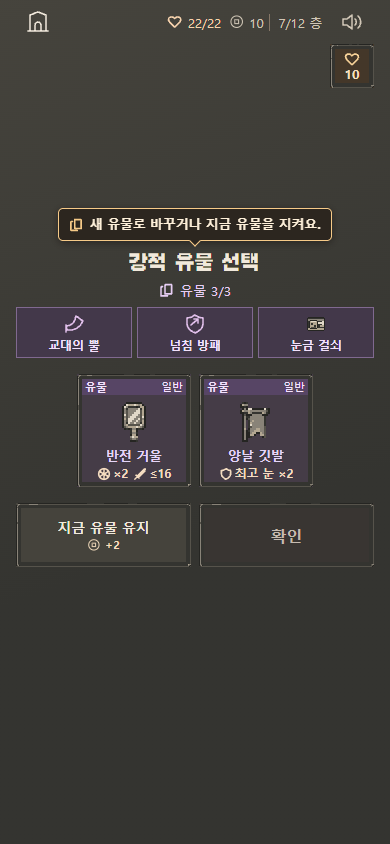 22/22 10 7/12 층
10
새 유물로 바꾸거나 지금 유물을 지켜요.
강적 유물 선택
유물 3/3
교대의 뿔 넘침 방패 눈금 걸쇠
유물 일반 유물 일반
반전 거울 양날 깃발
×2 ≤16 최고 눈 ×2
지금 유물 유지 확인
+2